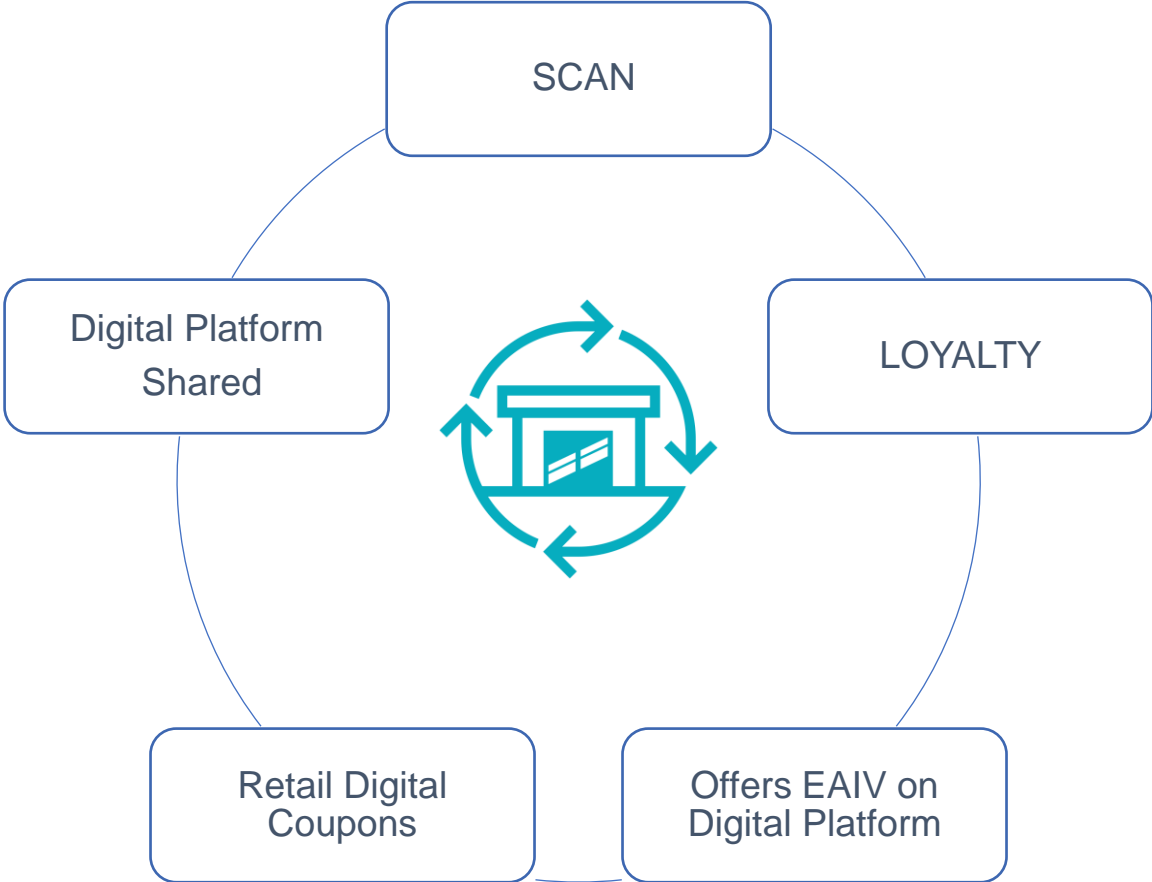 SCAN
LOYALTY
Offers EAIV on
Digital Platform
Retail Digital
Coupons
Digital Platform
Shared